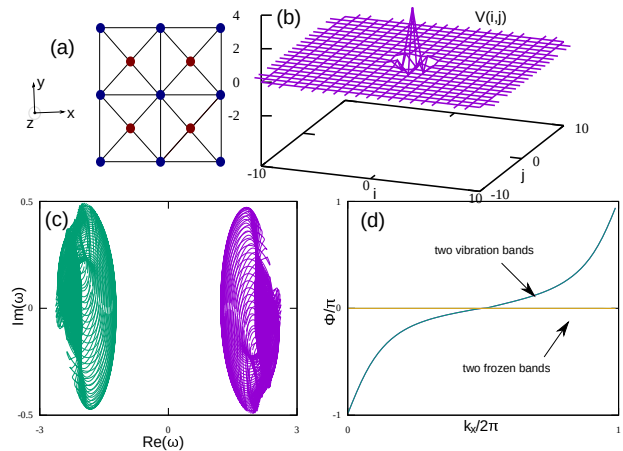 (a)
y
z
x
(b)
V(i,j)
4
2
0
-2
-10
0
i
10
-10
0
j
10
(c)
0.5
0
-0.5
Im(ω)
-3
0
3
Re(ω)
(d)
1
0
-1
Φ/π
two vibration bands
two frozen bands
0
1
kₓ/2π